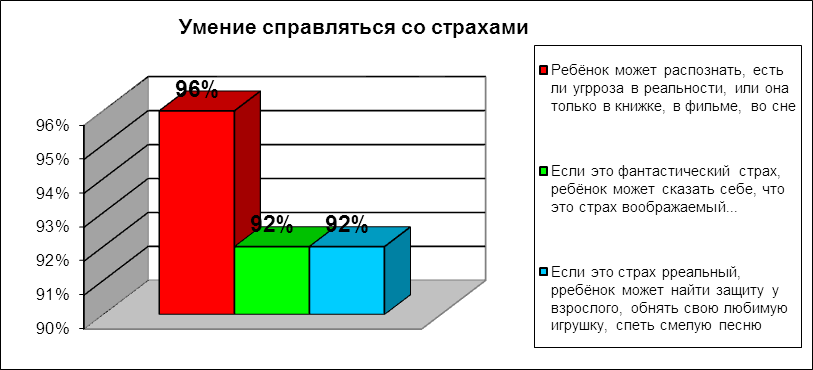 Умение справляться со страхами
96%
92%
92%
96%
95%
94%
93%
92%
91%
90%
Ребёнок может распознать, есть
ли угрроза в реальности, или она
только в книжке, в фильме, во сне
Если это фантастический страх,
ребёнок может сказать себе, что
это страх воображаемый...
Если это страх рреальный,
рребёнок может найти защиту у
взрослого, обнять свою любимую
игрушку, спеть смелую песню